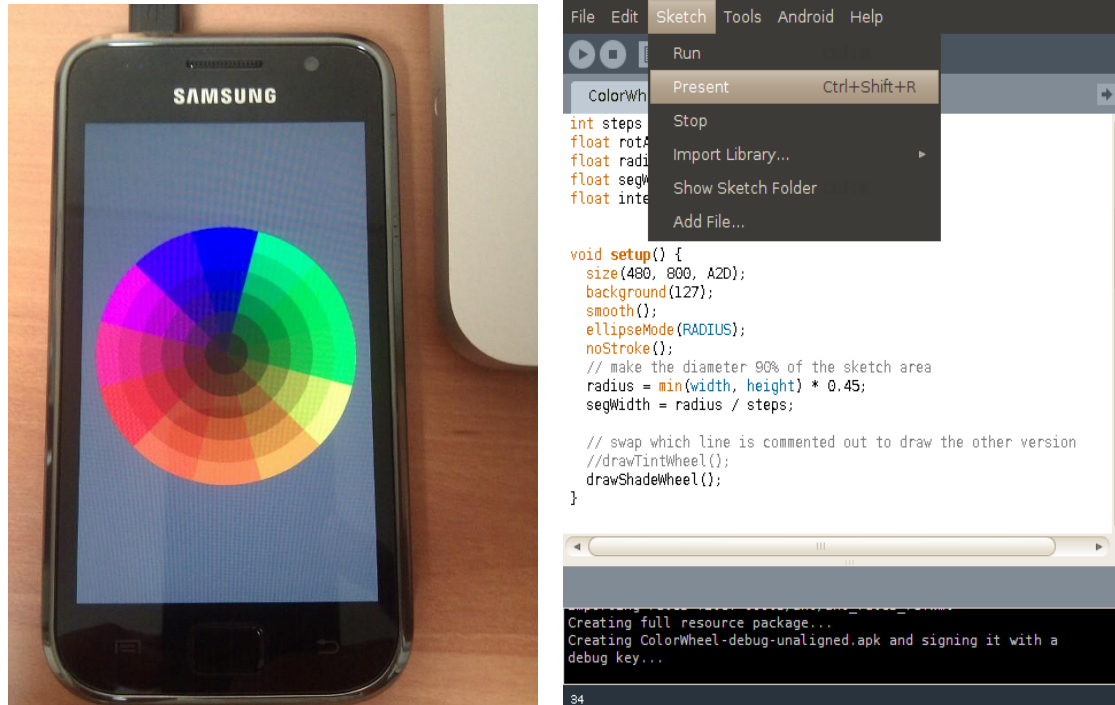 SAMSUNG
File Edit Sketch Tools Android Help
Run
Present Ctrl+Shift+R
Stop
Import Library...
Show Sketch Folder
Add File...
ColorWh
int steps
float rotA
float radi
float segW
float inte
void setup() {
size(480, 800, A2D);
background(127);
smooth();
ellipseMode(RADIUS);
noStroke();
// make the diameter 90% of the sketch area
radius = min(width, height) * 0.45;
segWidth = radius / steps;
// swap which line is commented out to draw the other version
//drawTintWheel();
drawShadeWheel();
}
Creating full resource package...
Creating ColorWheel-debug-unaligned.apk and signing it with a
debug key...
34